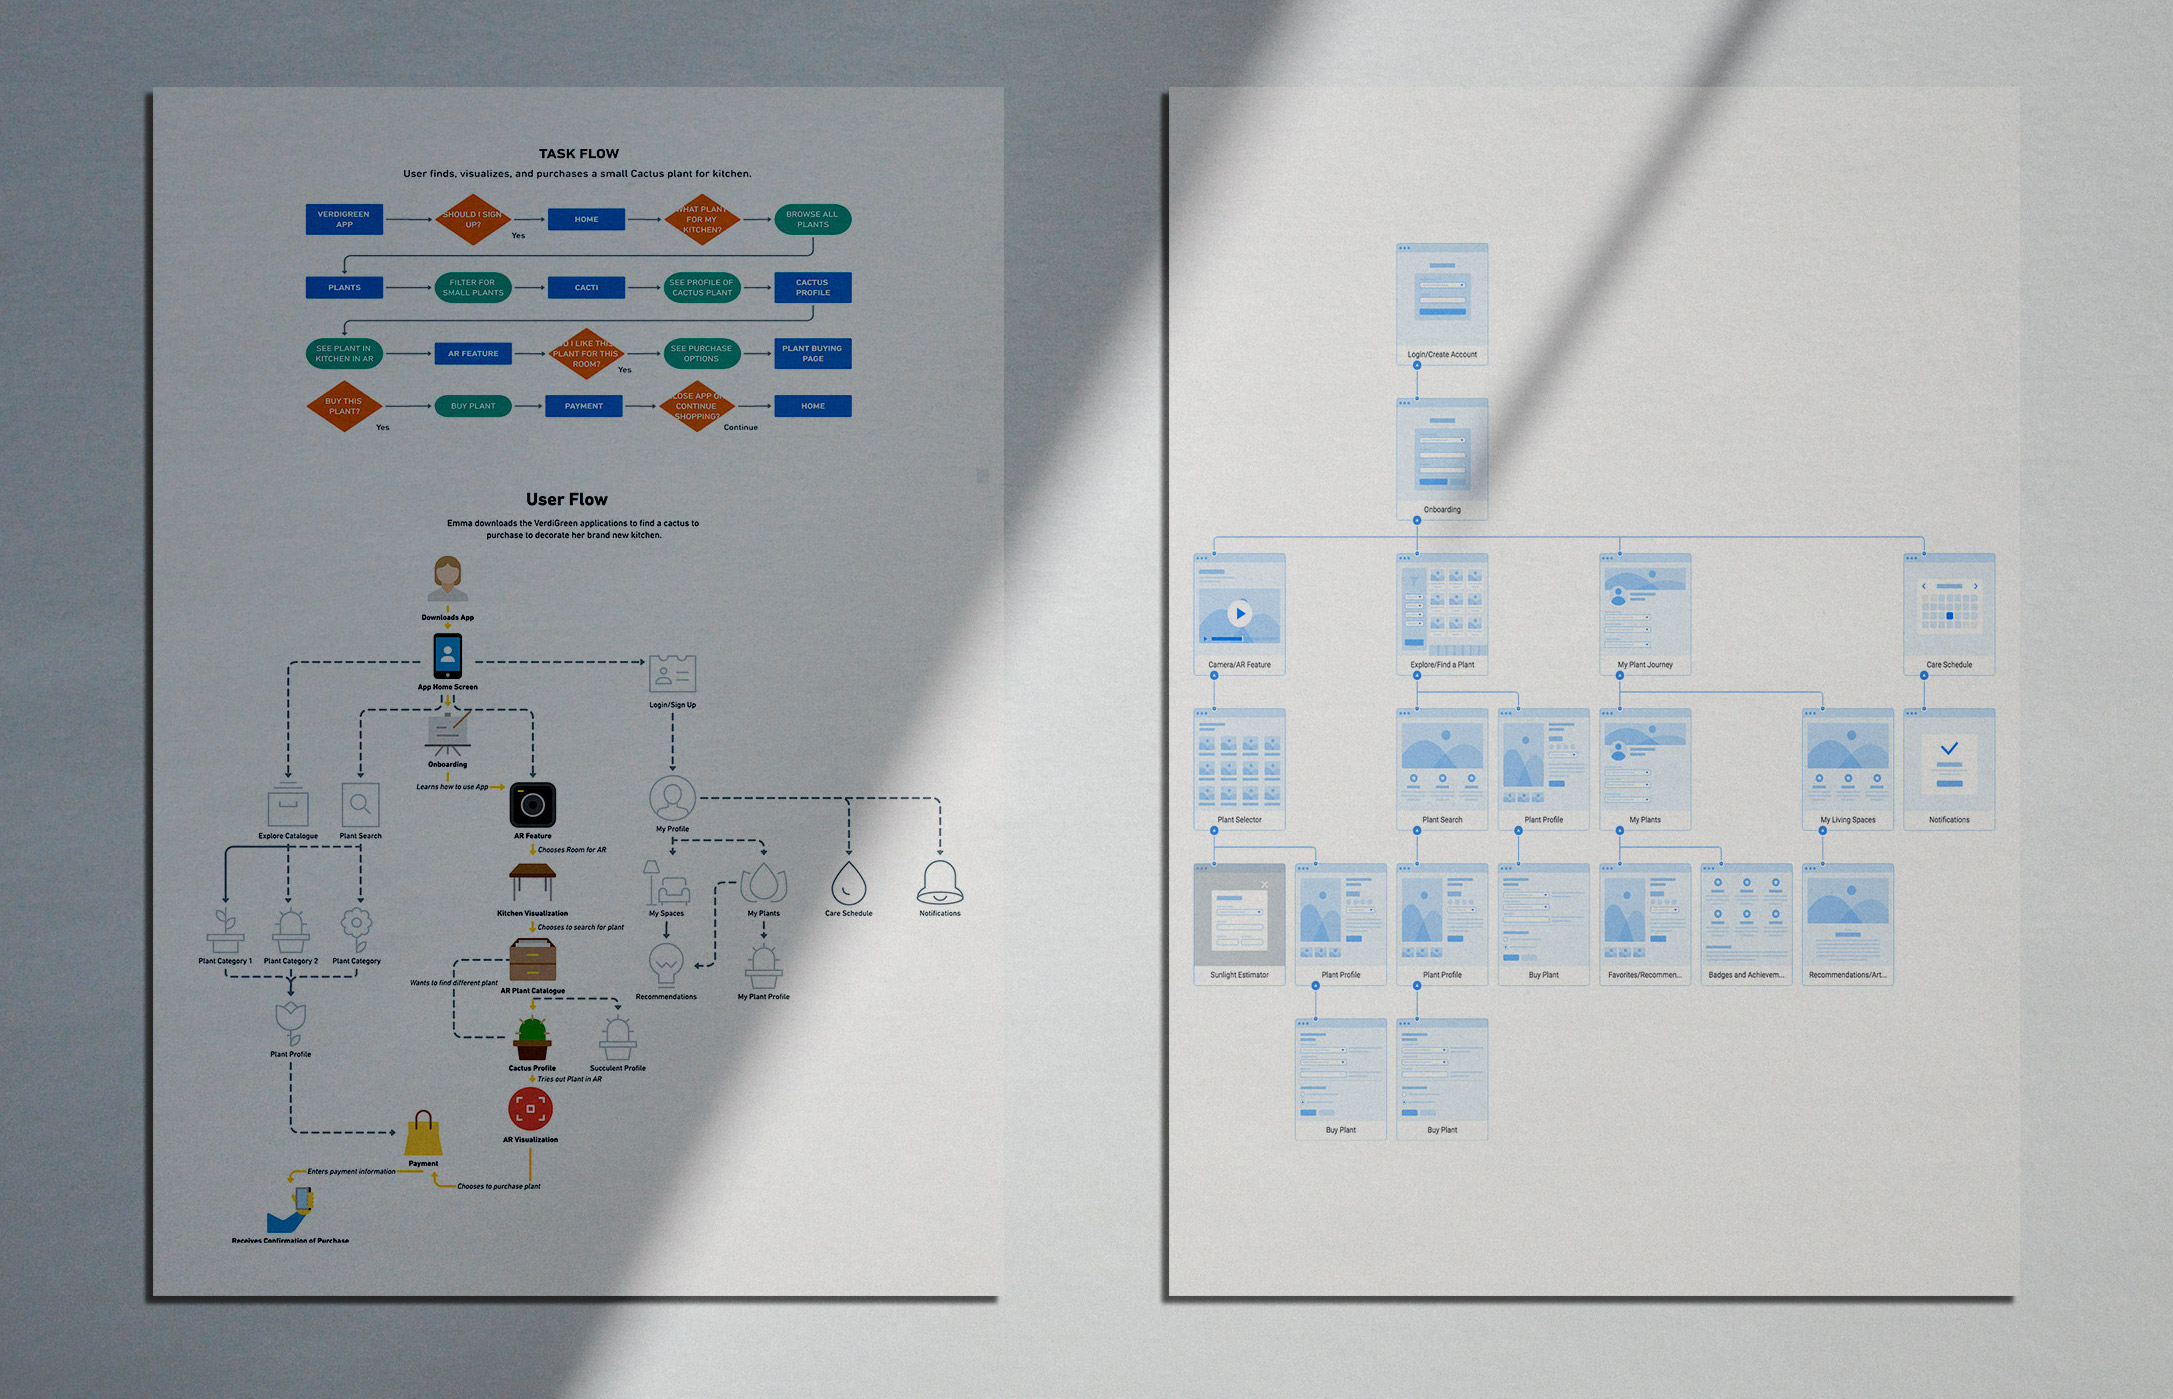 TASK FLOW
User finds, visualizes, and purchases a small Cactus plant for kitchen.
VERDIGREEN
APP
SHOULD I SIGN
UP?
Yes
HOME
WHAT PLANT
FOR MY
KITCHEN?
BROWSE ALL
PLANTS
PLANTS
FILTER FOR
SMALL PLANTS
CACTI
SEE PROFILE OF
CACTUS PLANT
CACTUS
PROFILE
SEE PLANT IN
KITCHEN IN AR
AR FEATURE
DO I LIKE THIS
PLANT FOR THIS
ROOM?
Yes
SEE PURCHASE
OPTIONS
PLANT BUYING
PAGE
BUY THIS
PLANT?
Yes
BUY PLANT
PAYMENT
CLOSE APP OR
CONTINUE
SHOPPING?
Continue
HOME
User Flow
Emma downloads the VerdiGreen applications to find a cactus to
purchase to decorate her brand new kitchen.
Downloads App
App Home Screen
Login/Sign Up
Onboarding
Learns how to use App
Explore Catalogue
Plant Search
AR Feature
My Profile
Chooses Room for AR
Kitchen Visualization
My Spaces
My Plants
Care Schedule
Notifications
Chooses to search for plant
Plant Category 1
Plant Category 2
Plant Category
Wants to find different plant
AR Plant Catalogue
Recommendations
My Plant Profile
Plant Profile
Cactus Profile
Succulent Profile
Tries out Plant in AR
AR Visualization
Payment
Enters payment information
Chooses to purchase plant
Receives Confirmation of Purchase
Login/Create Account
Onboarding
Camera/AR Feature
Explore/Find a Plant
My Plant Journey
Care Schedule
Plant Selector
Plant Search
Plant Profile
My Plants
My Living Spaces
Notifications
Sunlight Estimator
Plant Profile
Plant Profile
Buy Plant
Favorites/Recommen...
Badges and Achievem...
Recommendations/Art...
Buy Plant
Buy Plant